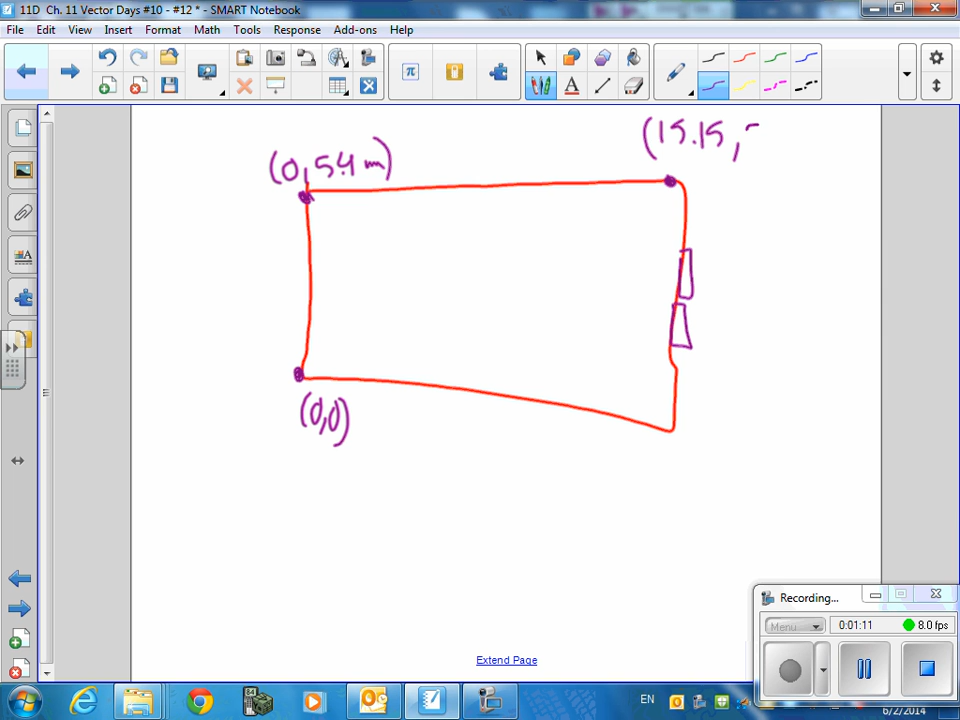 11D Ch. 11 Vector Days #10 - #12 * - SMART Notebook
File Edit View Insert Format Math Tools Response Add-ons Help
(15.15,
(0, 5.4 m)
(0,0)
Recording...
Menu
0:01:11
8.0 fps
Extend Page
EN
6/2/2014